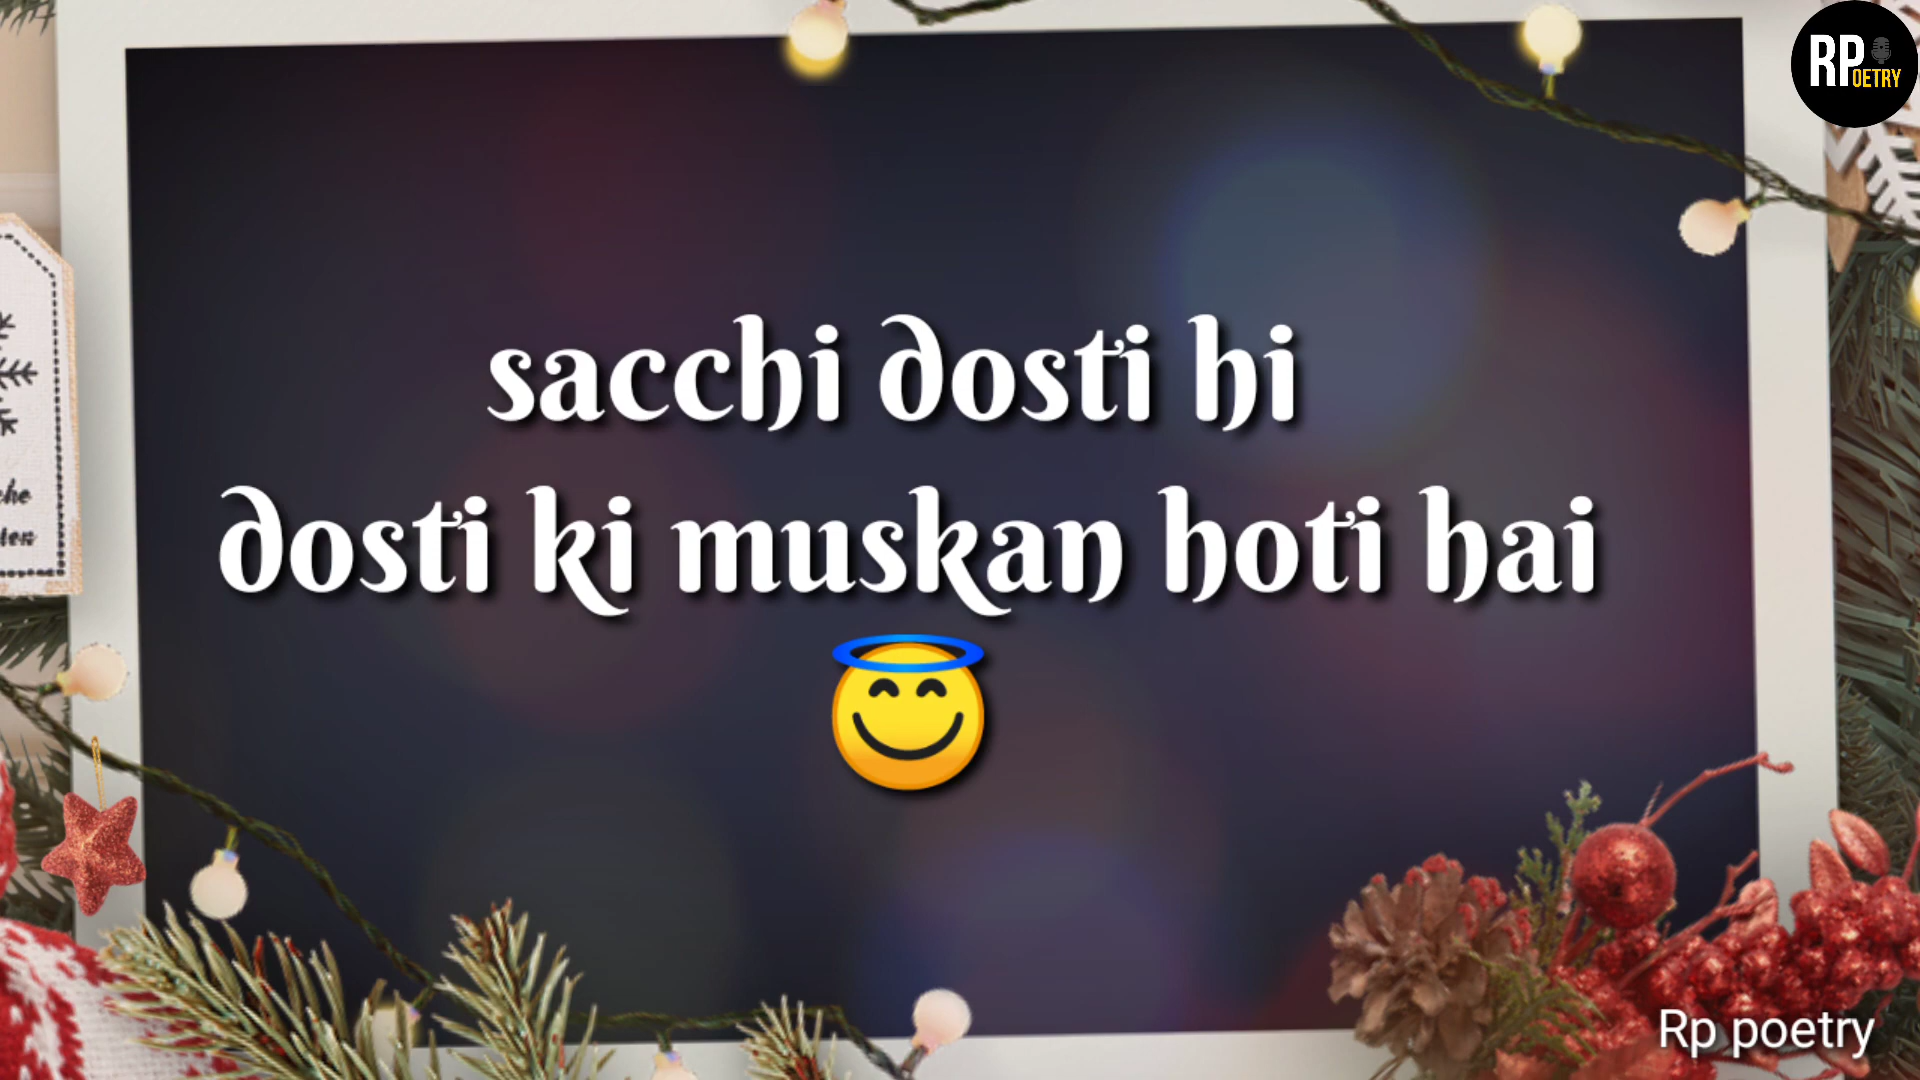 RP
OETRY
sacchi dosti hi
dosti ki muskan hoti hai
😇
Rp poetry